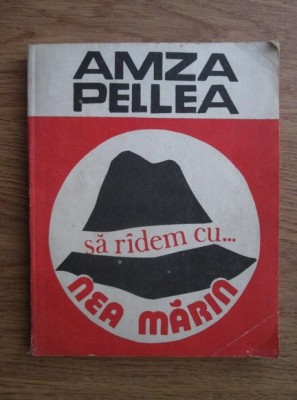 AMZA
PELLEA
să rîdem cu...
NEA MĂRIN